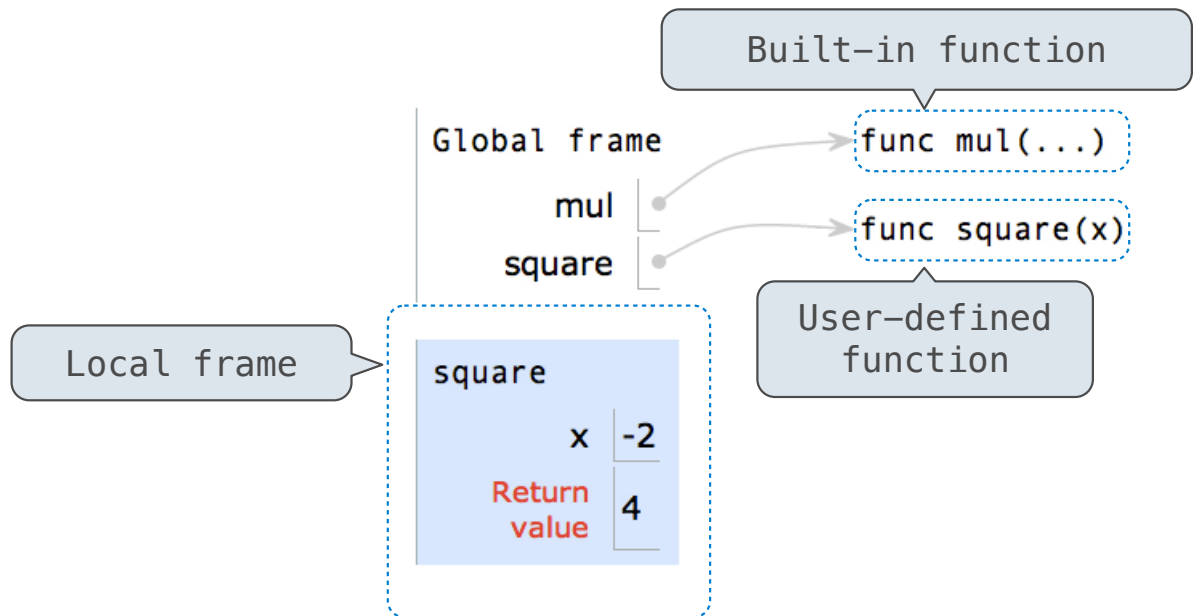 Built-in function
Global frame
func mul(...)
mul
square
func square(x)
User-defined
function
Local frame
square
x -2
Return
value 4